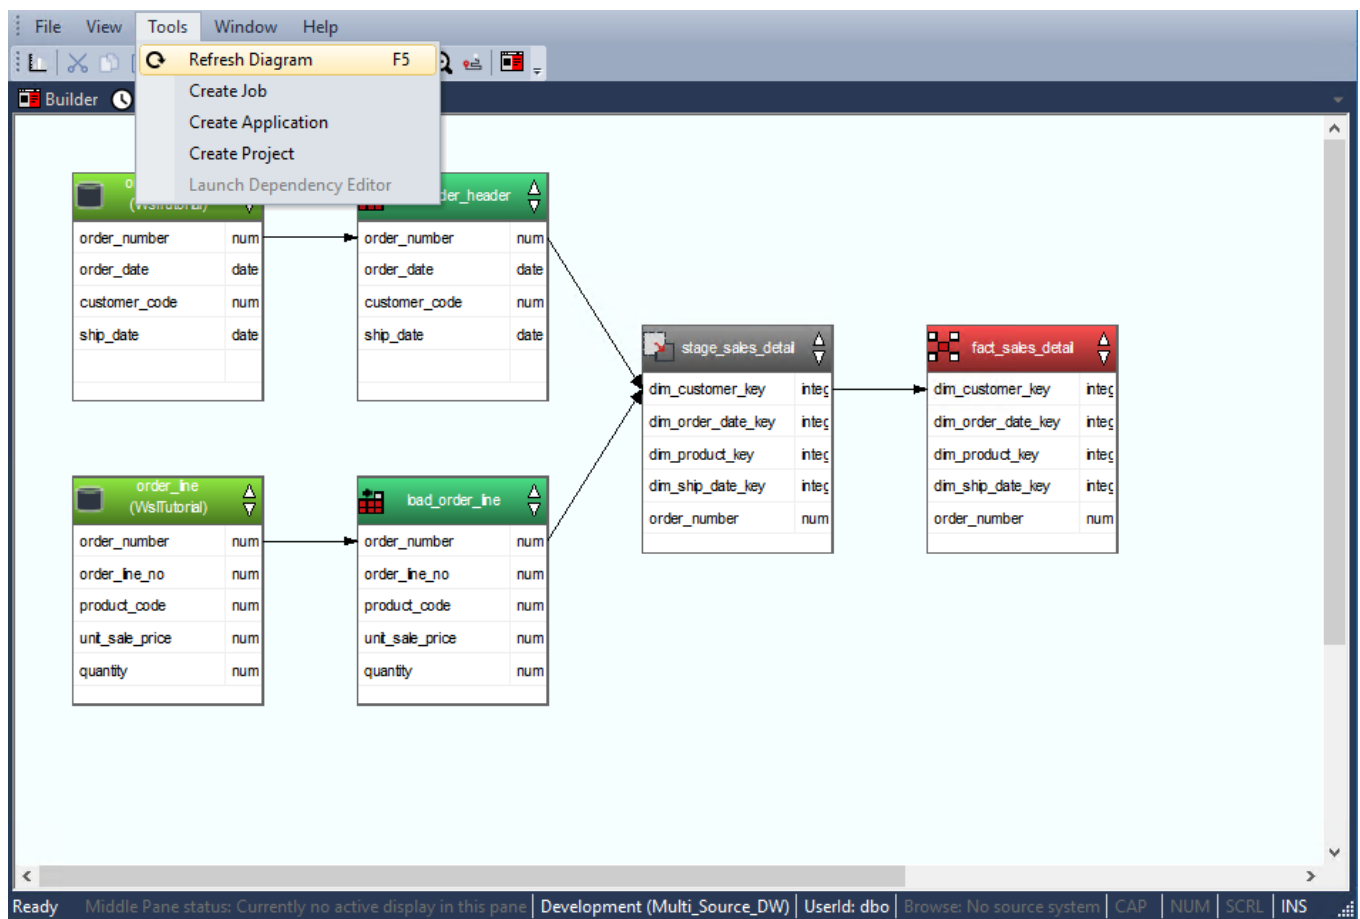 File View Tools Window Help
Refresh Diagram F5
Create Job
Create Application
Create Project
Launch Dependency Editor
Builder
(WslTutorial)
order_number num
order_date date
customer_code num
ship_date date
der_header
order_number num
order_date date
customer_code num
ship_date date
order_line
(WslTutorial)
order_number num
order_line_no num
product_code num
unit_sale_price num
quantity num
load_order_line
order_number num
order_line_no num
product_code num
unit_sale_price num
quantity num
stage_sales_detail
dim_customer_key integ
dim_order_date_key integ
dim_product_key integ
dim_ship_date_key integ
order_number num
fact_sales_detail
dim_customer_key integ
dim_order_date_key integ
dim_product_key integ
dim_ship_date_key integ
order_number num
Ready Middle Pane status: Currently no active display in this pane Development (Multi_Source_DW) UserId: dbo Browse: No source system CAP NUM SCRL INS